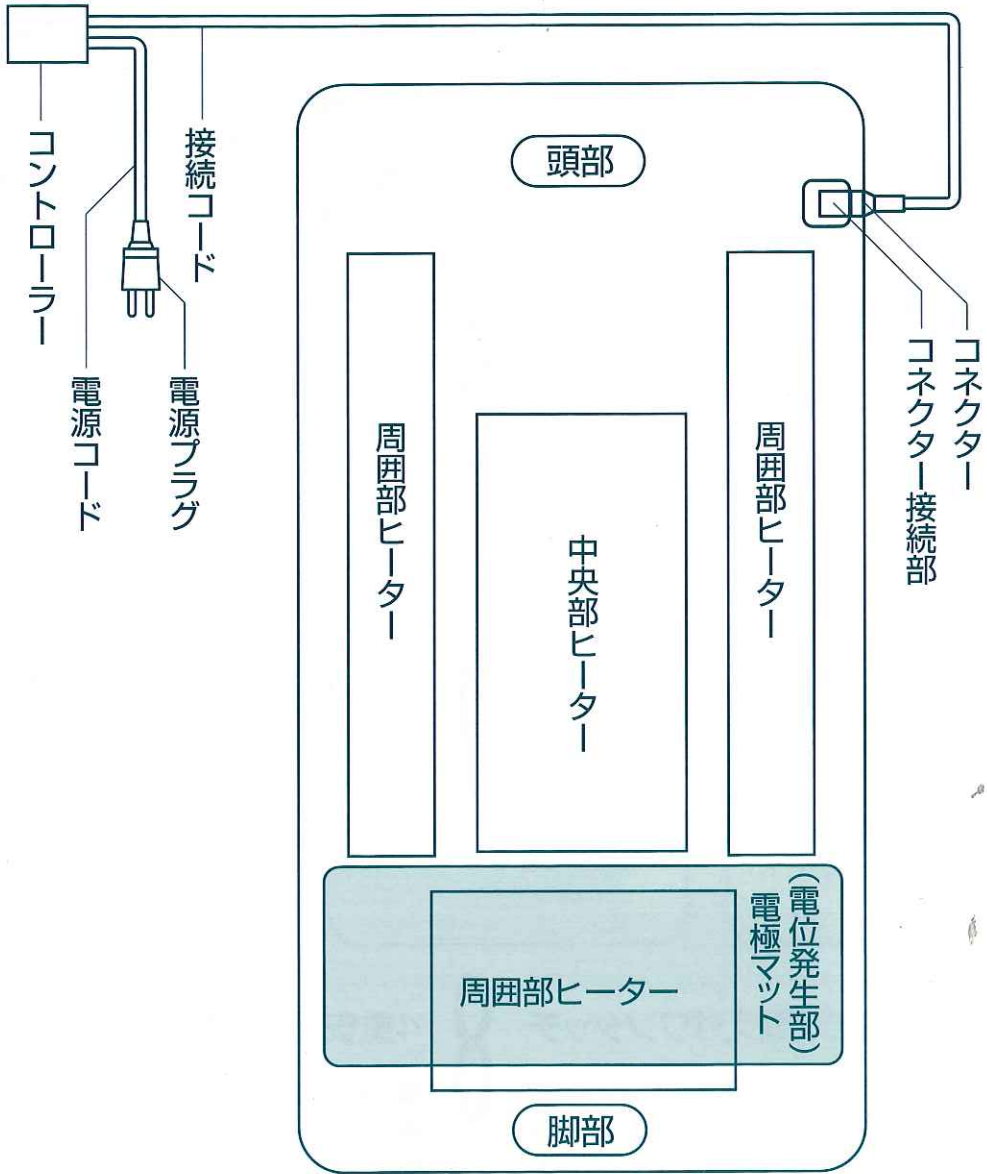 コントローラー
電源コード
電源プラグ
接続コード
頭部
コネクター
コネクター接続部
周囲部ヒーター
中央部ヒーター
周囲部ヒーター
(電位発生部)
電極マット
周囲部ヒーター
脚部